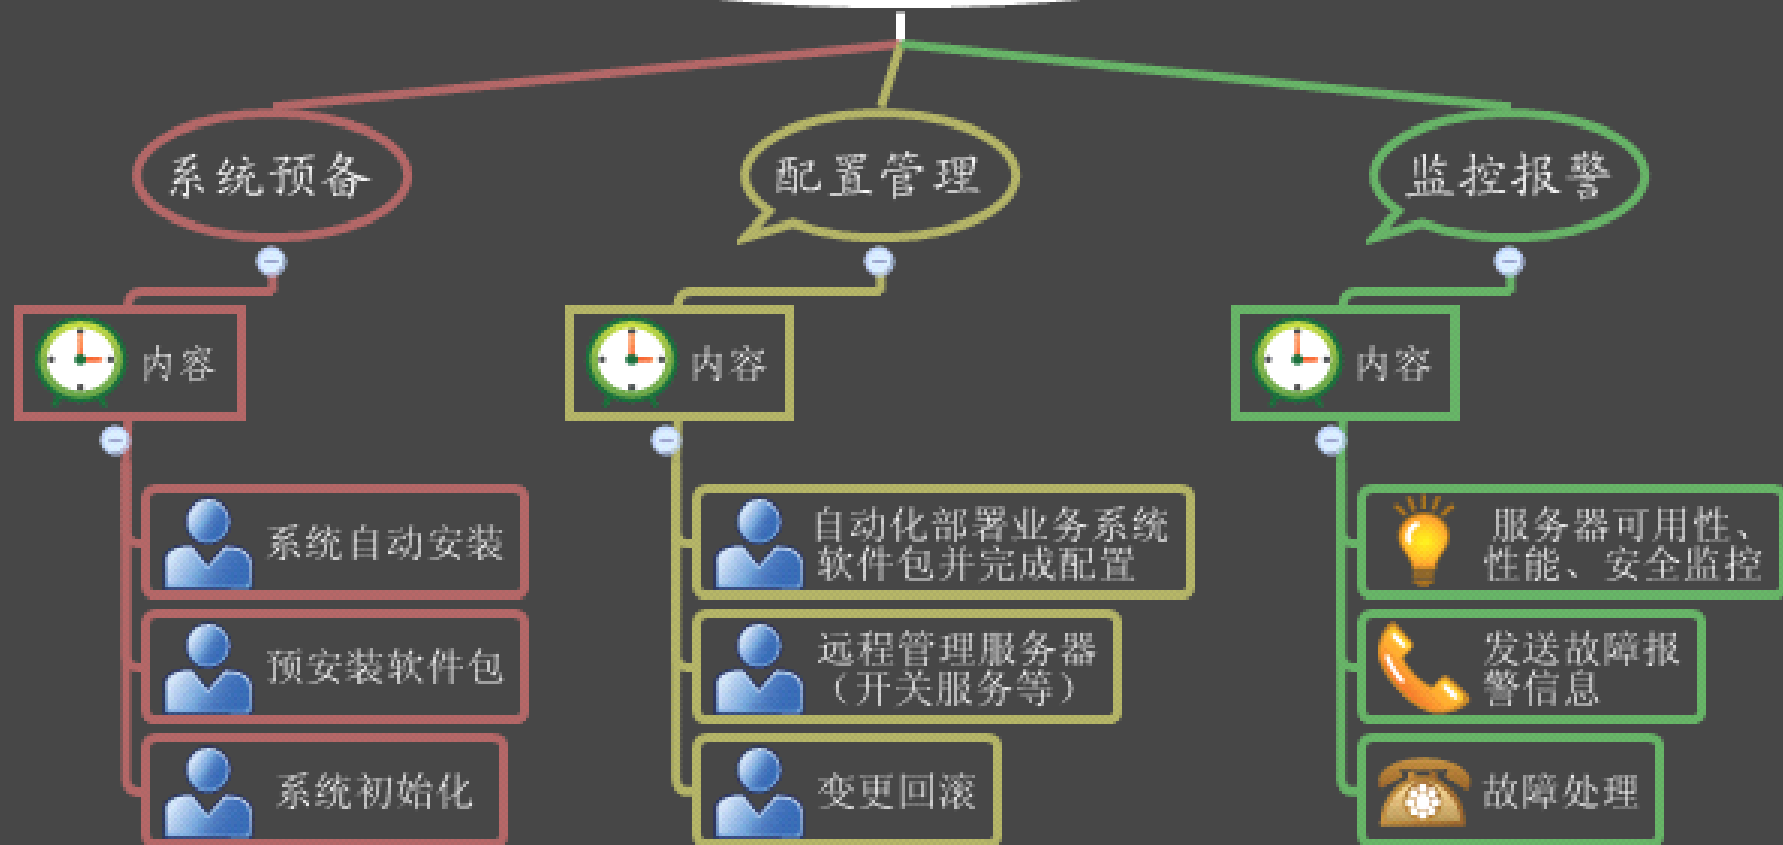 系统预备
配置管理
监控报警
内容
内容
内容
系统自动安装
预安装软件包
系统初始化
自动化部署业务系统
软件包并完成配置
远程管理服务器
（开关服务等）
变更回滚
服务器可用性、
性能、安全监控
发送故障报
警信息
故障处理